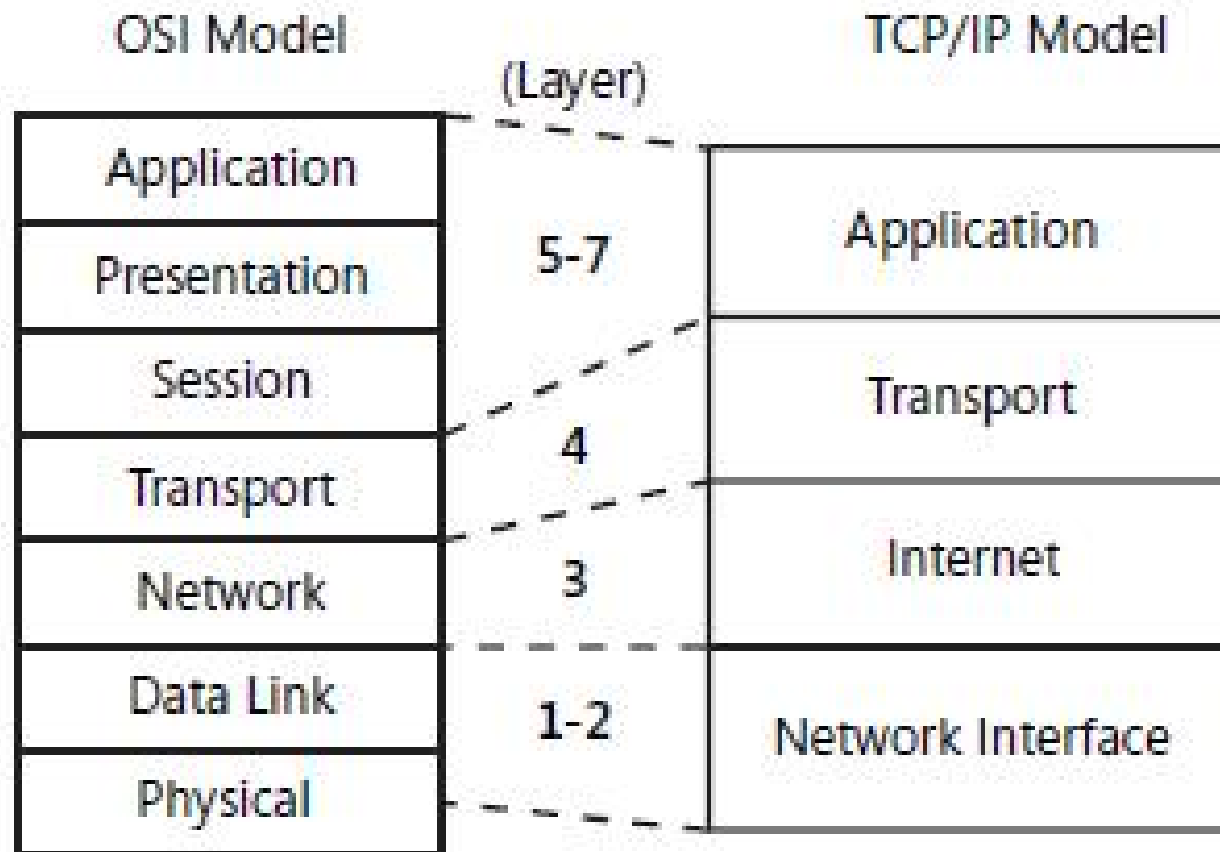 OSI Model
Application
Presentation
Session
Transport
Network
Data Link
Physical
(Layer)
5-7
4
3
1-2
TCP/IP Model
Application
Transport
Internet
Network Interface